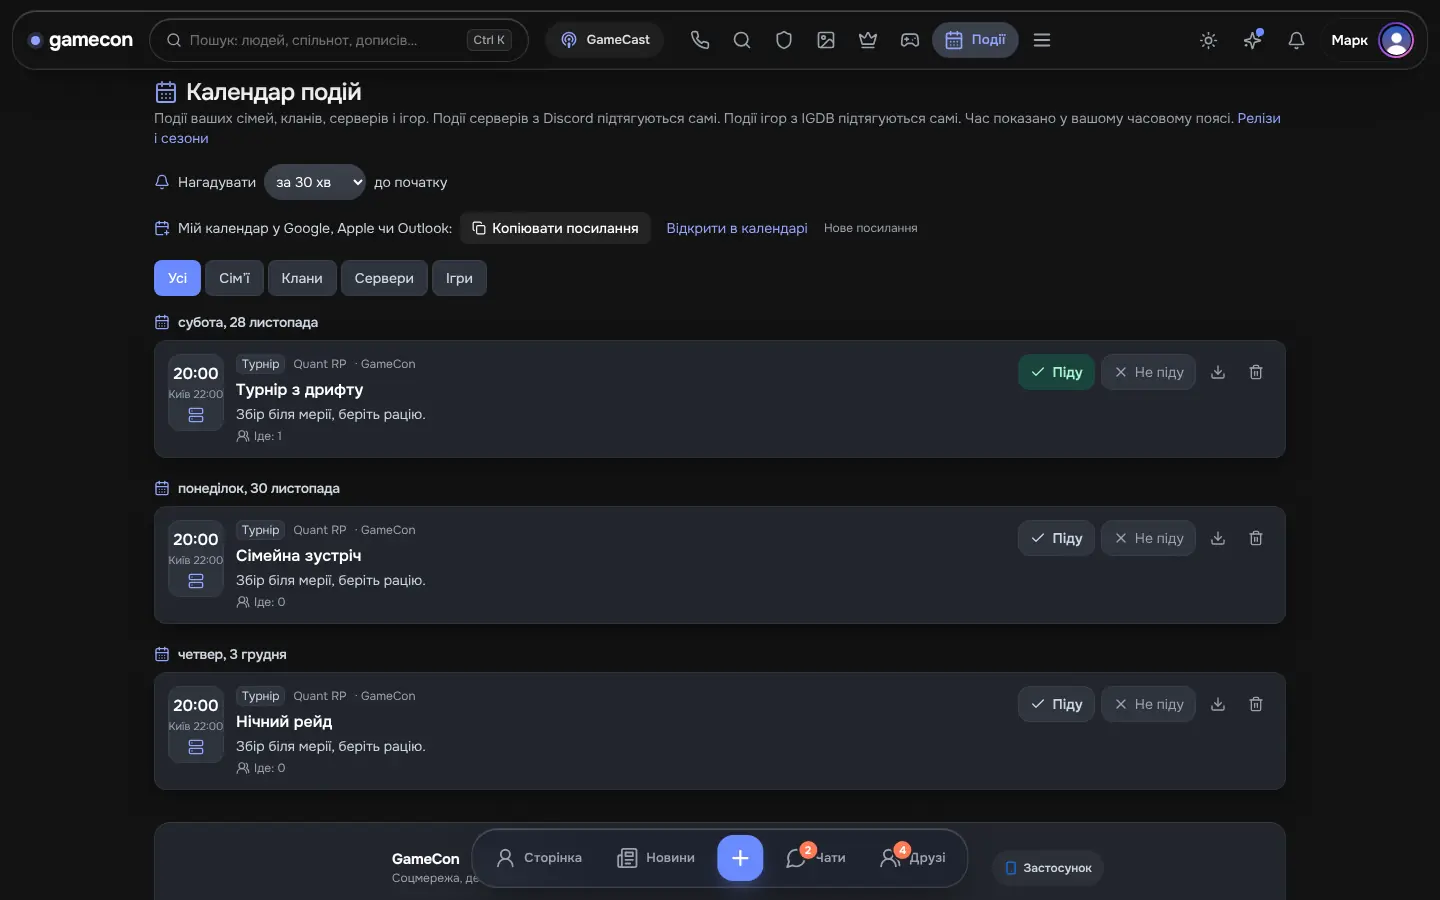 gamecon
Пошук: людей, спільнот, дописів...
Ctrl K
GameCast
Події
Марк
Календар подій
Події ваших сімей, кланів, серверів і ігор. Події серверів з Discord підтягуються самі. Події ігор з IGDB підтягуються самі. Час показано у вашому часовому поясі. Релізи
і сезони
Нагадувати за 30 хв до початку
Мій календар у Google, Apple чи Outlook: Копіювати посилання Відкрити в календарі Нове посилання
Усі Сім'ї Клани Сервери Ігри
субота, 28 листопада
20:00
Київ 22:00
Турнір Quant RP · GameCon
Турнір з дрифту
Збір біля мерії, беріть рацію.
Іде: 1
Піду
Не піду
понеділок, 30 листопада
20:00
Київ 22:00
Турнір Quant RP · GameCon
Сімейна зустріч
Збір біля мерії, беріть рацію.
Іде: 0
Піду
Не піду
четвер, 3 грудня
20:00
Київ 22:00
Турнір Quant RP · GameCon
Нічний рейд
Збір біля мерії, беріть рацію.
Іде: 0
Піду
Не піду
GameCon
Соцмережа,
Сторінка
Новини
2
Чати
4
Друзі
Застосунок